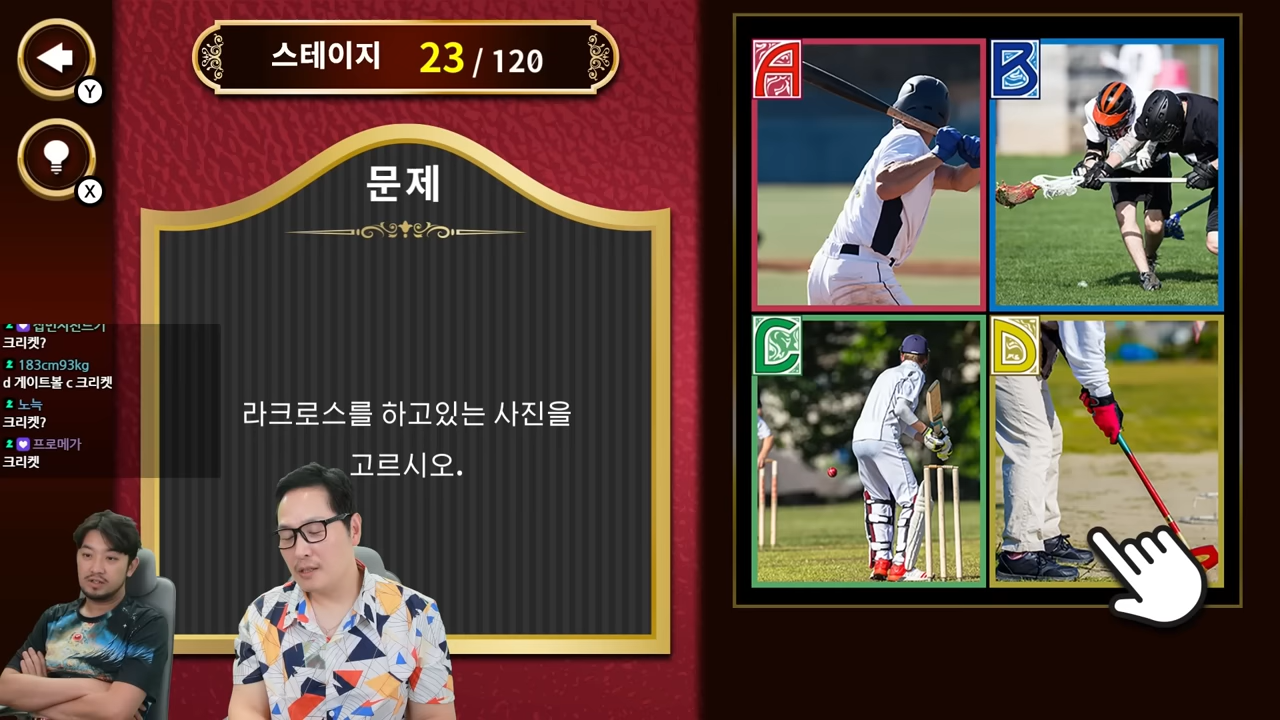 스테이지 23 / 120
Y
X
문제
라크로스를 하고있는 사진을
고르시오.
A
B
C
D
크리켓?
183cm93kg
d 게이트볼 c 크리켓
노늑
크리켓?
프로메가
크리켓